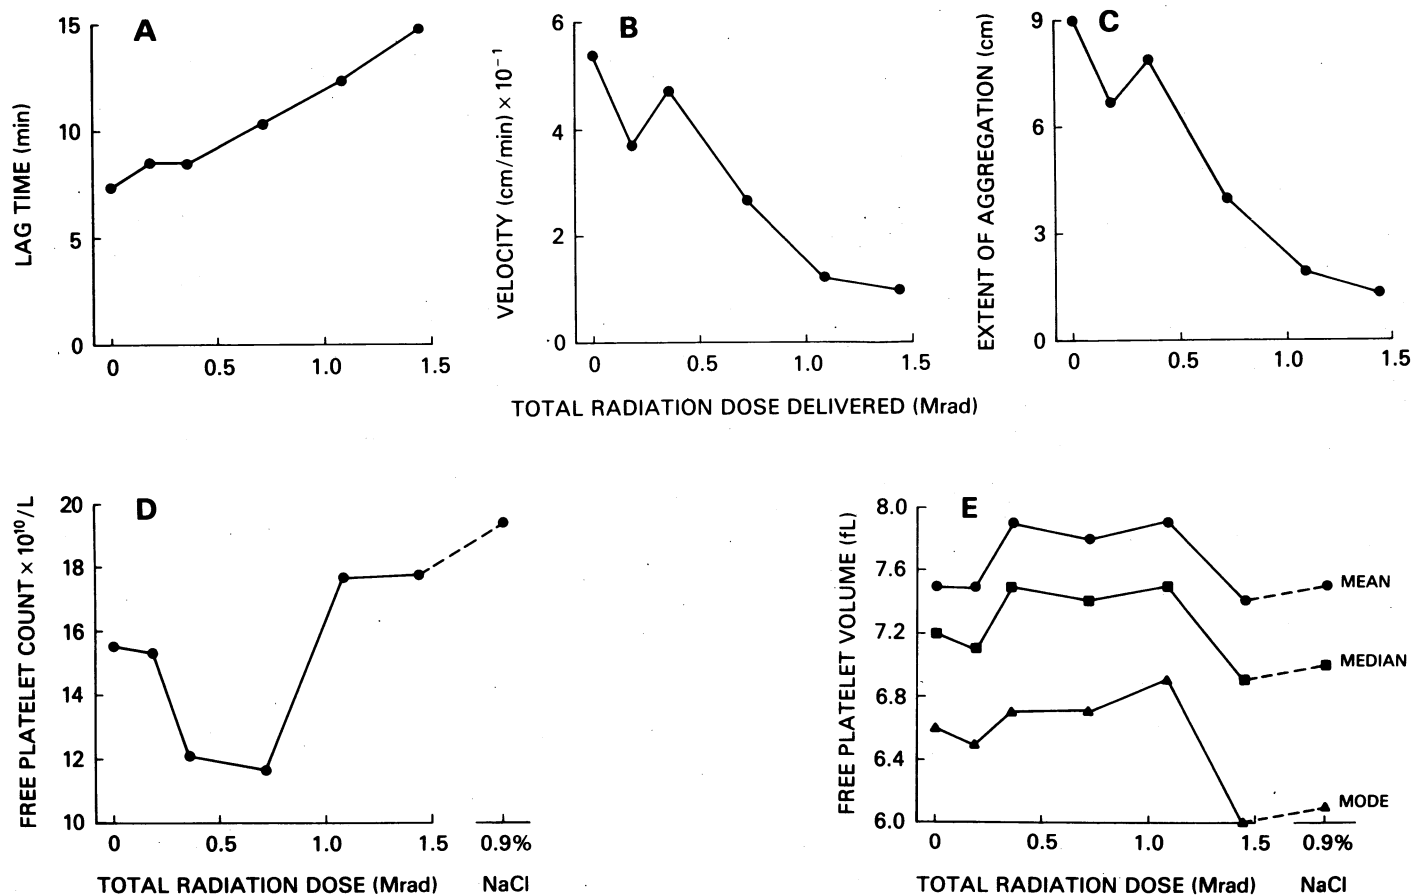 A
15
10
5
0
LAG TIME (min)
0 0.5 1.0 1.5
B
6
4
2
0
VELOCITY (cm/min) × 10⁻¹
0 0.5 1.0 1.5
C
9
6
3
0
EXTENT OF AGGREGATION (cm)
0 0.5 1.0 1.5
TOTAL RADIATION DOSE DELIVERED (Mrad)
D
20
18
16
14
12
10
FREE PLATELET COUNT × 10¹⁰/L
0 0.5 1.0 1.5 0.9%
TOTAL RADIATION DOSE (Mrad) NaCl
E
8.0
7.6
7.2
6.8
6.4
6.0
FREE PLATELET VOLUME (fL)
MEAN
MEDIAN
MODE
0 0.5 1.0 1.5 0.9%
TOTAL RADIATION DOSE (Mrad) NaCl